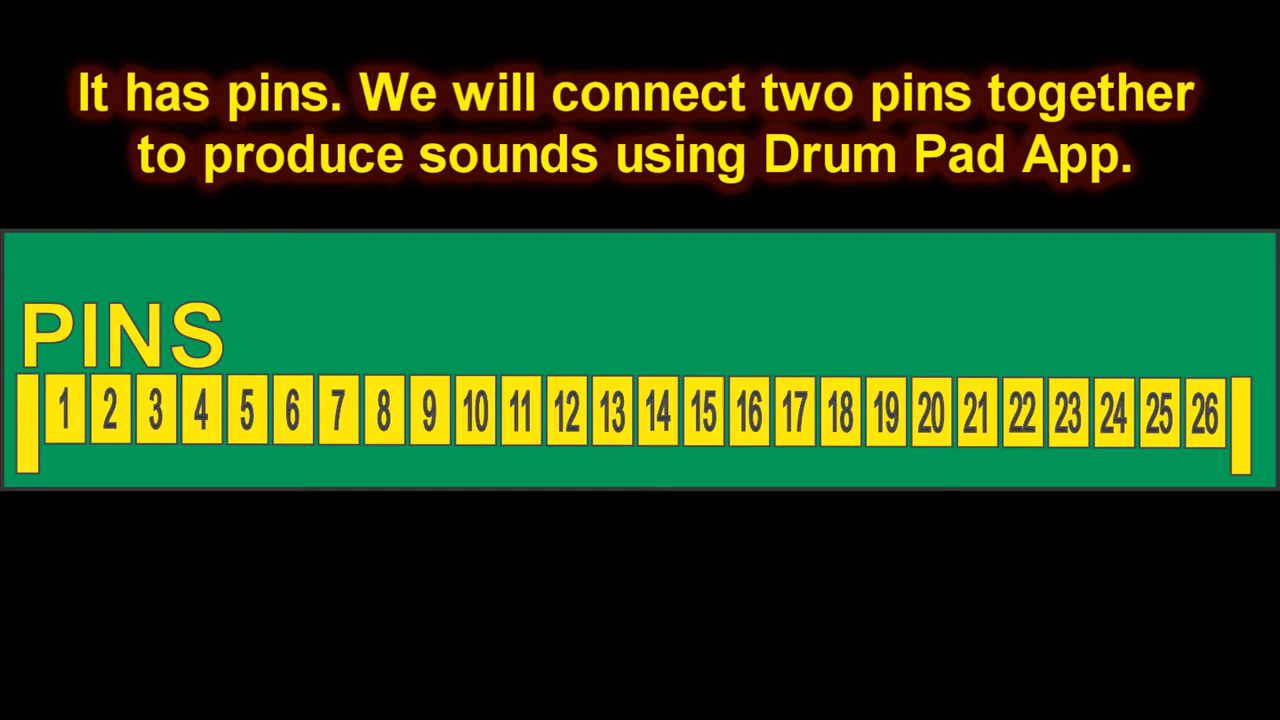 It has pins. We will connect two pins together
to produce sounds using Drum Pad App.
PINS
1 2 3 4 5 6 7 8 9 10 11 12 13 14 15 16 17 18 19 20 21 22 23 24 25 26